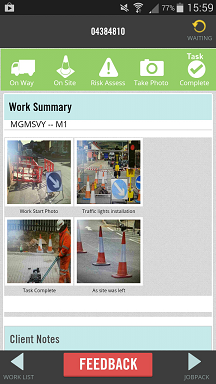 77% 15:59
04384810
WAITING
On Way
On Site
Risk Assess
Take Photo
Task
Complete
Work Summary
MGMSVY -- M1
Work Start Photo
Traffic lights installation
Task Complete
As site was left
Client Notes
WORK LIST
FEEDBACK
JOBPACK